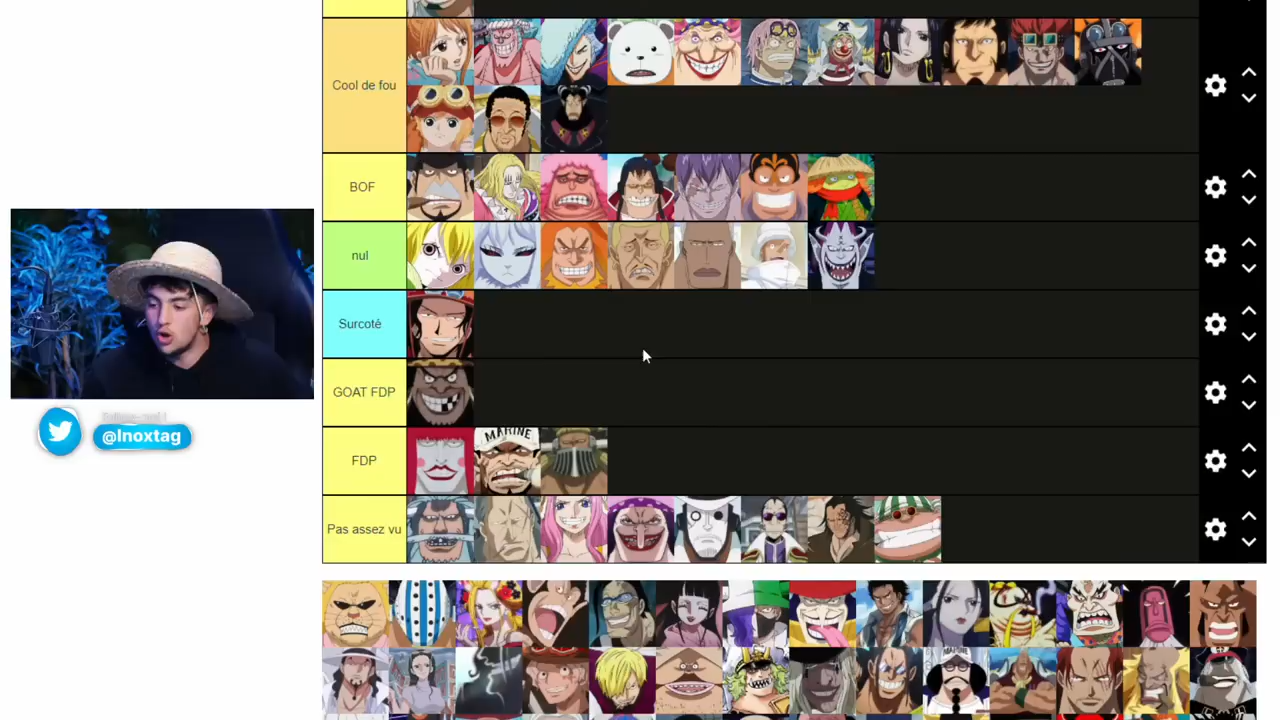 Cool de fou
BOF
nul
Surcoté
GOAT FDP
MARINE
FDP
Pas assez vu
@Inoxtag